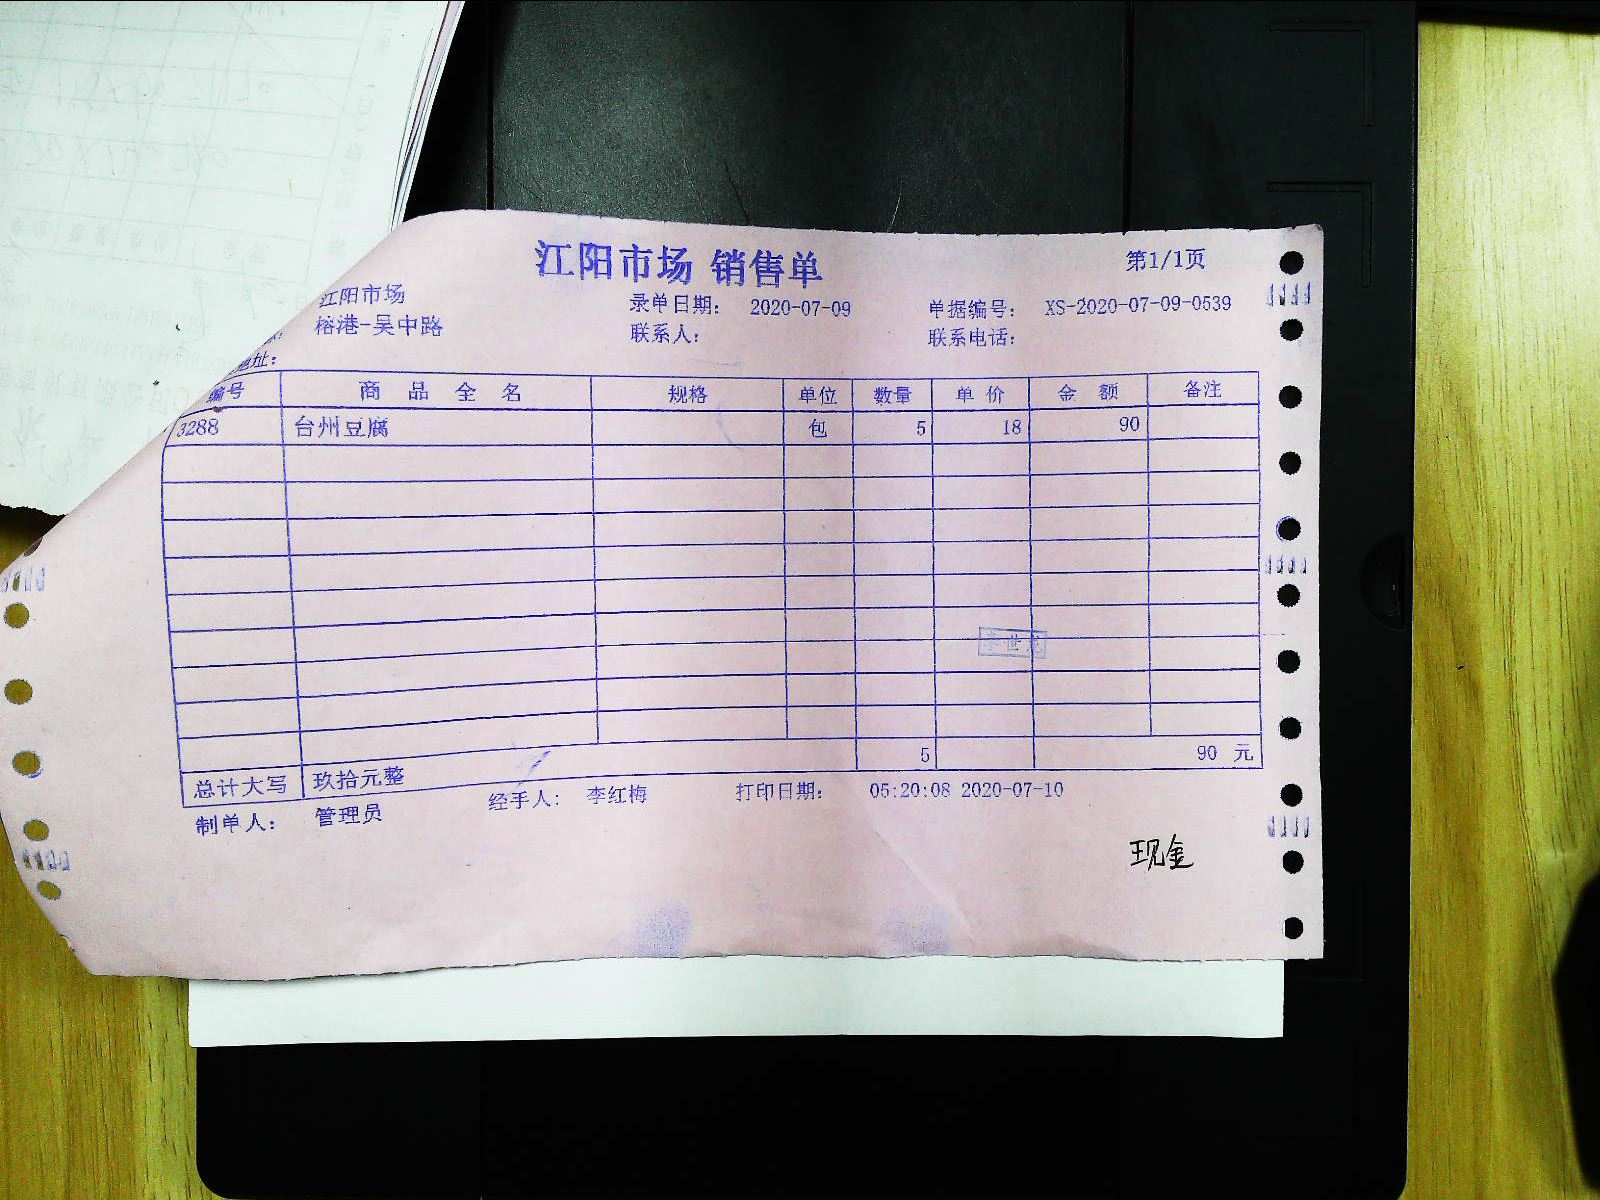 江阳市场 销售单
第1/1页
江阳市场 录单日期: 2020-07-09 单据编号: XS-2020-07-09-0539
榕港-吴中路 联系人: 联系电话:
地址:
编号 商品全名 规格 单位 数量 单价 金额 备注
3288 台州豆腐 包 5 18 90
李世龙
5 90 元
总计大写 玖拾元整
制单人: 管理员 经手人: 李红梅 打印日期: 05:20:08 2020-07-10
现金